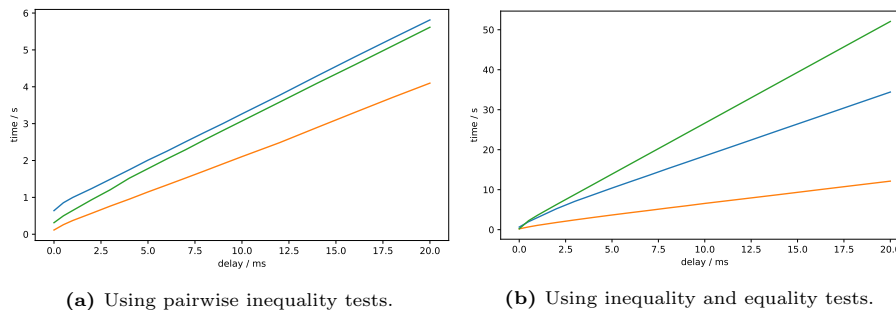 6
5
4
3
2
1
0
time / s
0.0 2.5 5.0 7.5 10.0 12.5 15.0 17.5 20.0
delay / ms
(a) Using pairwise inequality tests.
50
40
30
20
10
0
time / s
0.0 2.5 5.0 7.5 10.0 12.5 15.0 17.5 20.0
delay / ms
(b) Using inequality and equality tests.